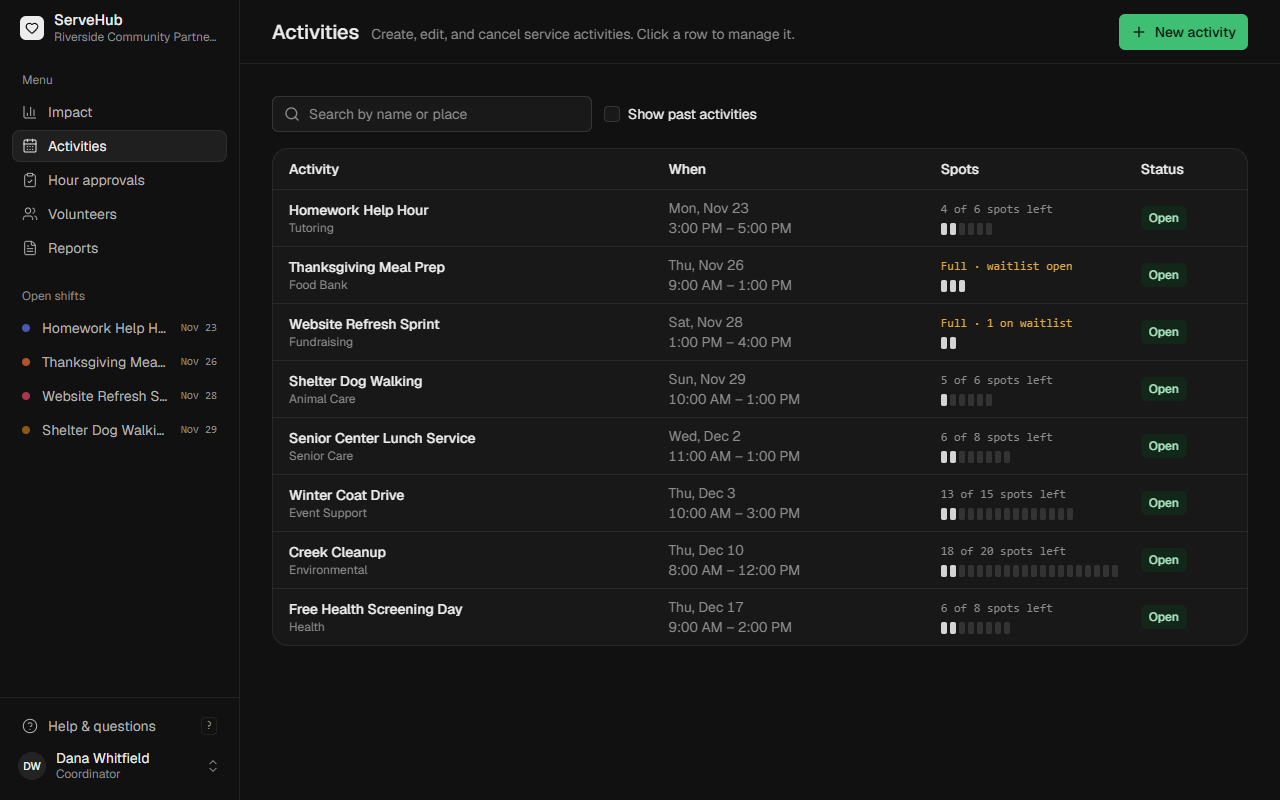 ServeHub
Riverside Community Partne...
Menu
Impact
Activities
Hour approvals
Volunteers
Reports
Open shifts
Homework Help H... Nov 23
Thanksgiving Mea... Nov 26
Website Refresh S... Nov 28
Shelter Dog Walki... Nov 29
Help & questions ?
DW
Dana Whitfield
Coordinator
Activities Create, edit, and cancel service activities. Click a row to manage it.
+ New activity
Search by name or place
Show past activities
Activity When Spots Status
Homework Help Hour
Tutoring
Mon, Nov 23
3:00 PM – 5:00 PM
4 of 6 spots left
Open
Thanksgiving Meal Prep
Food Bank
Thu, Nov 26
9:00 AM – 1:00 PM
Full · waitlist open
Open
Website Refresh Sprint
Fundraising
Sat, Nov 28
1:00 PM – 4:00 PM
Full · 1 on waitlist
Open
Shelter Dog Walking
Animal Care
Sun, Nov 29
10:00 AM – 1:00 PM
5 of 6 spots left
Open
Senior Center Lunch Service
Senior Care
Wed, Dec 2
11:00 AM – 1:00 PM
6 of 8 spots left
Open
Winter Coat Drive
Event Support
Thu, Dec 3
10:00 AM – 3:00 PM
13 of 15 spots left
Open
Creek Cleanup
Environmental
Thu, Dec 10
8:00 AM – 12:00 PM
18 of 20 spots left
Open
Free Health Screening Day
Health
Thu, Dec 17
9:00 AM – 2:00 PM
6 of 8 spots left
Open